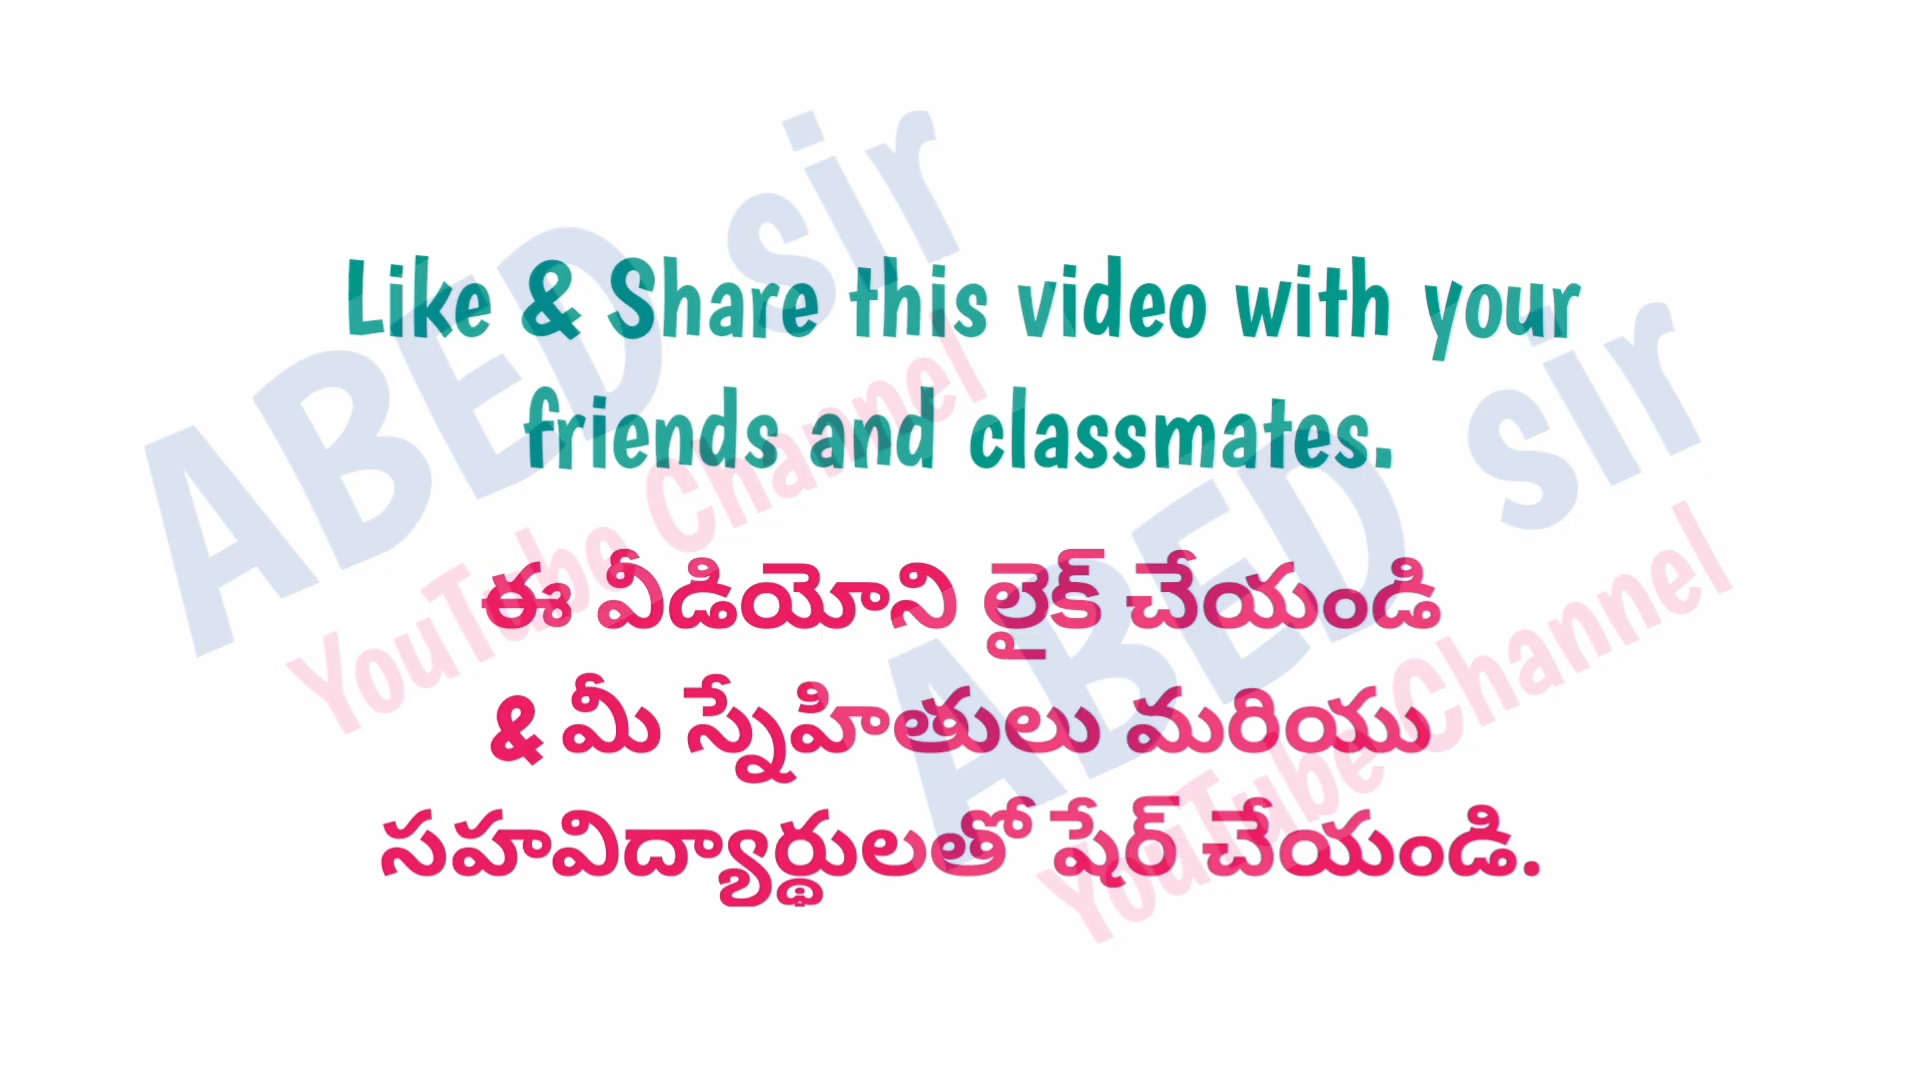 Like & Share this video with your
friends and classmates.
ఈ వీడియోని లైక్ చేయండి
& మీ స్నేహితులు మరియు
సహవిద్యార్థులతో షేర్ చేయండి.
ABED sir
YouTube Channel
ABED sir
YouTube Channel